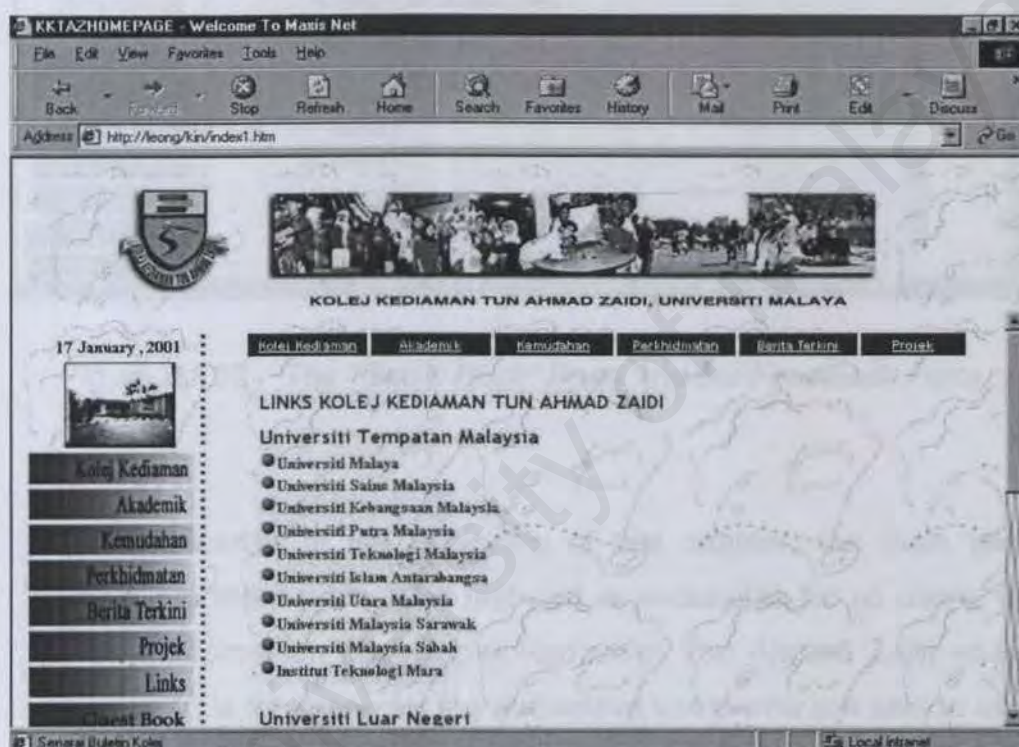 KKTAZHOMEPAGE - Welcome To Maxis Net
File Edit View Favorites Tools Help
Back Forward Stop Refresh Home Search Favorites History Mail Print Edit Discuss
Address http://leong/kin/index1.htm Go
KOLEJ KEDIAMAN TUN AHMAD ZAIDI, UNIVERSITI MALAYA
17 January , 2001
Kolej Kediaman Akademik Kemudahan Perkhidmatan Berita Terkini Projek
LINKS KOLEJ KEDIAMAN TUN AHMAD ZAIDI
Universiti Tempatan Malaysia
Universiti Malaya
Universiti Sains Malaysia
Universiti Kebangsaan Malaysia
Universiti Putra Malaysia
Universiti Teknologi Malaysia
Universiti Islam Antarabangsa
Universiti Utara Malaysia
Universiti Malaysia Sarawak
Universiti Malaysia Sabah
Institut Teknologi Mara
Universiti Luar Negeri
Kolej Kediaman
Akademik
Kemudahan
Perkhidmatan
Berita Terkini
Projek
Links
Guest Book
Senarai Buletin Kolej
Local intranet